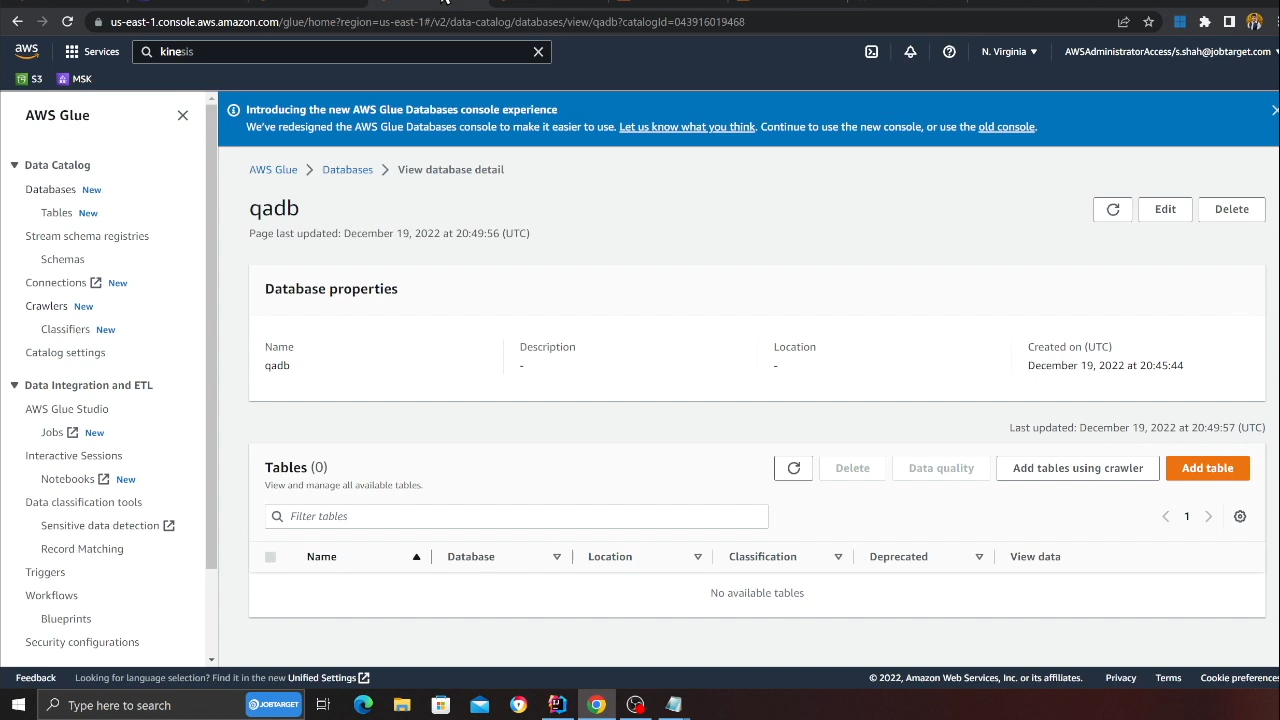 us-east-1.console.aws.amazon.com/glue/home?region=us-east-1#/v2/data-catalog/databases/view/qadb?catalogId=043916019468
aws
Services
kinesis
N. Virginia
AWSAdministratorAccess/s.shah@jobtarget.com
S3
MSK
AWS Glue
Data Catalog
Databases New
Tables New
Stream schema registries
Schemas
Connections New
Crawlers New
Classifiers New
Catalog settings
Data Integration and ETL
AWS Glue Studio
Jobs New
Interactive Sessions
Notebooks New
Data classification tools
Sensitive data detection
Record Matching
Triggers
Workflows
Blueprints
Security configurations
Introducing the new AWS Glue Databases console experience
We've redesigned the AWS Glue Databases console to make it easier to use. Let us know what you think. Continue to use the new console, or use the old console.
AWS Glue > Databases > View database detail
qadb
Page last updated: December 19, 2022 at 20:49:56 (UTC)
Edit
Delete
Database properties
Name
qadb
Description
-
Location
-
Created on (UTC)
December 19, 2022 at 20:45:44
Last updated: December 19, 2022 at 20:49:57 (UTC)
Tables (0)
View and manage all available tables.
Delete
Data quality
Add tables using crawler
Add table
Filter tables
1
Name
Database
Location
Classification
Deprecated
View data
No available tables
Feedback
Looking for language selection? Find it in the new Unified Settings
© 2022, Amazon Web Services, Inc. or its affiliates.
Privacy
Terms
Cookie preferences
Type here to search
JOBTARGET